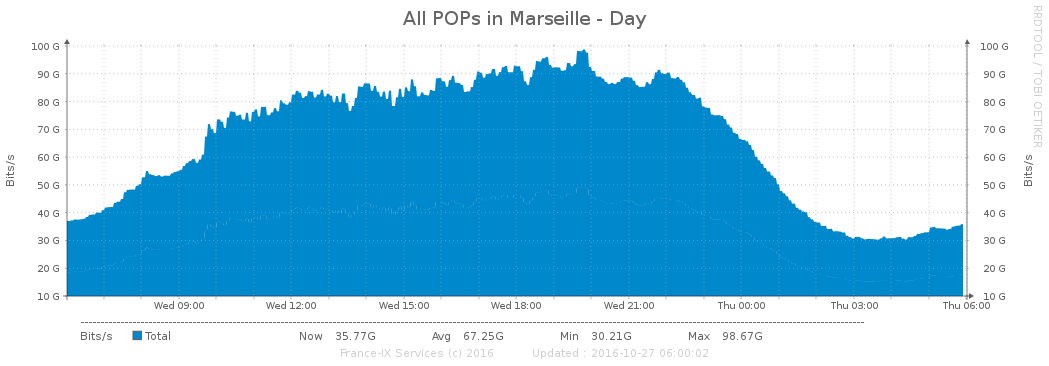 All POPs in Marseille - Day
RRDTOOL / TOBI OETIKER
Bits/s
100 G
90 G
80 G
70 G
60 G
50 G
40 G
30 G
20 G
10 G
100 G
90 G
80 G
70 G
60 G
50 G
40 G
30 G
20 G
10 G
Bits/s
Wed 09:00 Wed 12:00 Wed 15:00 Wed 18:00 Wed 21:00 Thu 00:00 Thu 03:00 Thu 06:00
Bits/s Total Now 35.77G Avg 67.25G Min 30.21G Max 98.67G
France-IX Services (c) 2016 Updated : 2016-10-27 06:00:02